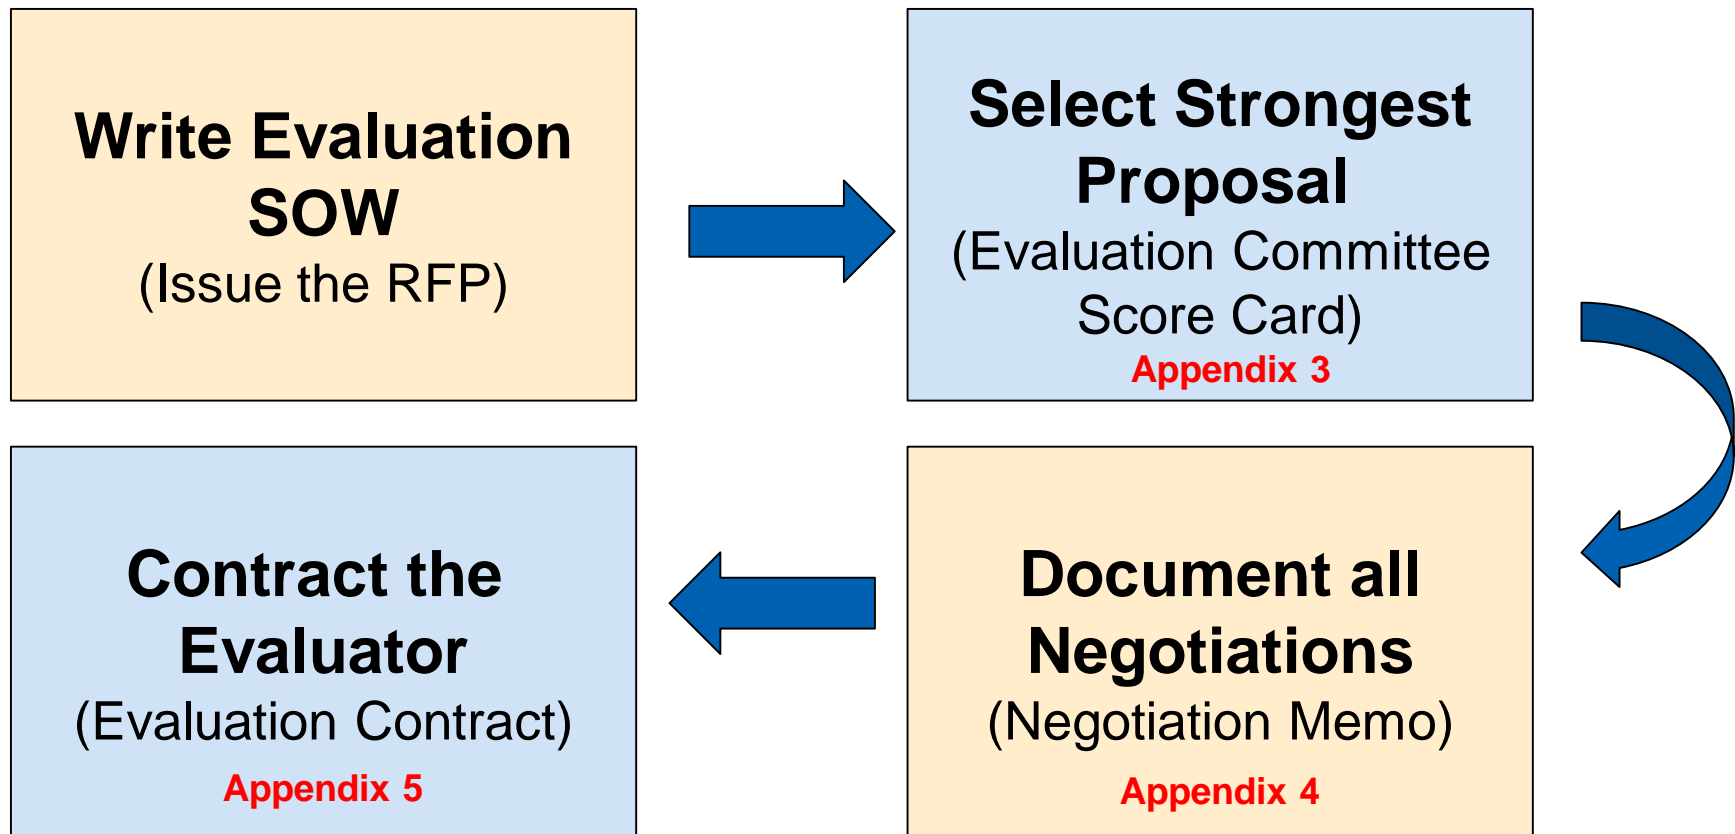 Write Evaluation
SOW
(Issue the RFP)
Select Strongest
Proposal
(Evaluation Committee
Score Card)
Appendix 3
Document all
Negotiations
(Negotiation Memo)
Appendix 4
Contract the
Evaluator
(Evaluation Contract)
Appendix 5